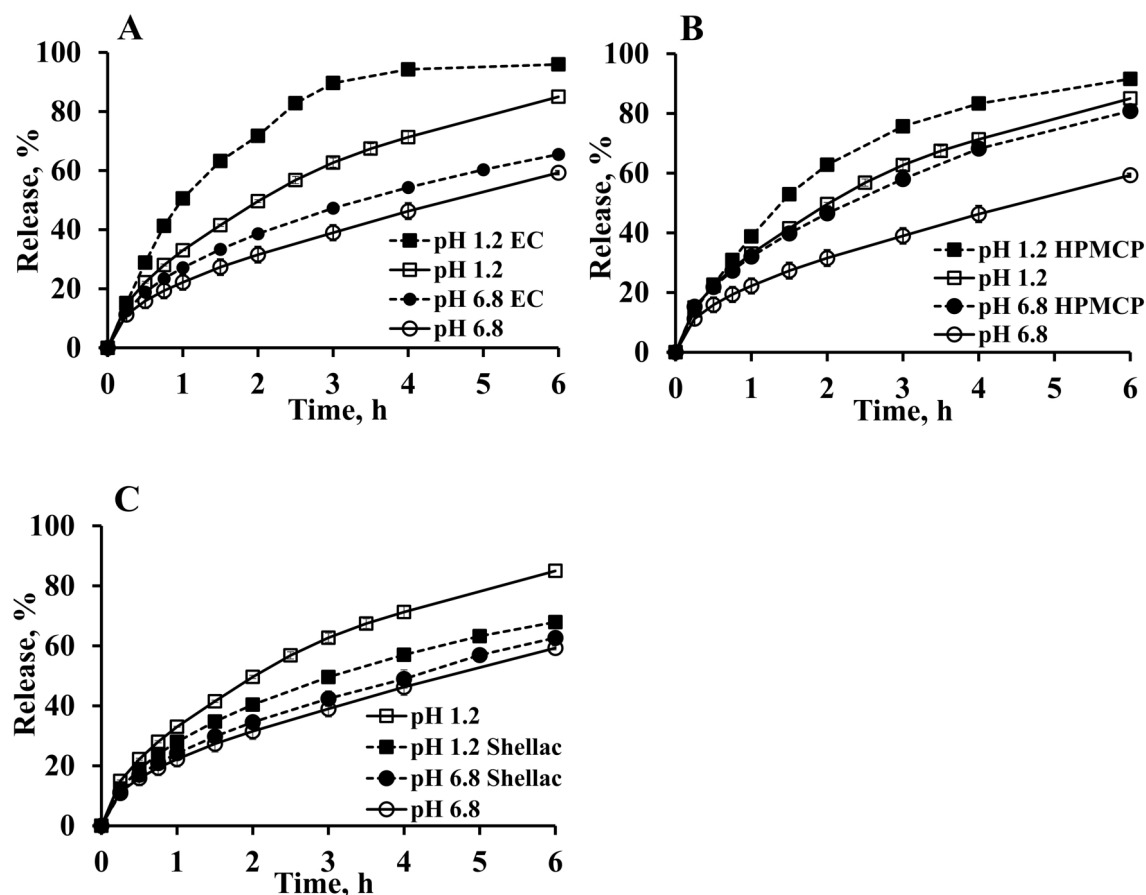 A
100
80
60
40
20
0
Release, %
0 1 2 3 4 5 6
Time, h
pH 1.2 EC
pH 1.2
pH 6.8 EC
pH 6.8
B
100
80
60
40
20
0
Release, %
0 1 2 3 4 5 6
Time, h
pH 1.2 HPMCP
pH 1.2
pH 6.8 HPMCP
pH 6.8
C
100
80
60
40
20
0
Release, %
0 1 2 3 4 5 6
Time, h
pH 1.2
pH 1.2 Shellac
pH 6.8 Shellac
pH 6.8